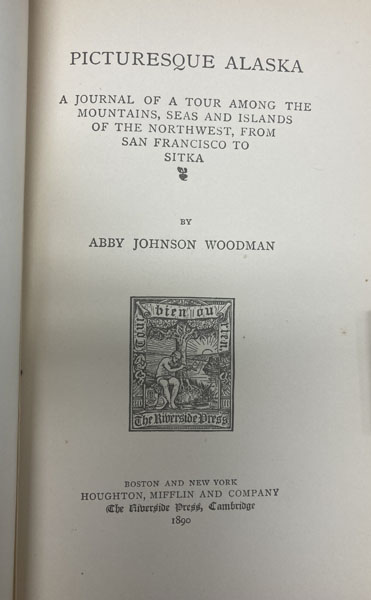 PICTURESQUE ALASKA
A JOURNAL OF A TOUR AMONG THE
MOUNTAINS, SEAS AND ISLANDS
OF THE NORTHWEST, FROM
SAN FRANCISCO TO
SITKA
BY
ABBY JOHNSON WOODMAN
Tout bien ou rien
The Riverside Press
BOSTON AND NEW YORK
HOUGHTON, MIFFLIN AND COMPANY
The Riverside Press, Cambridge
1890